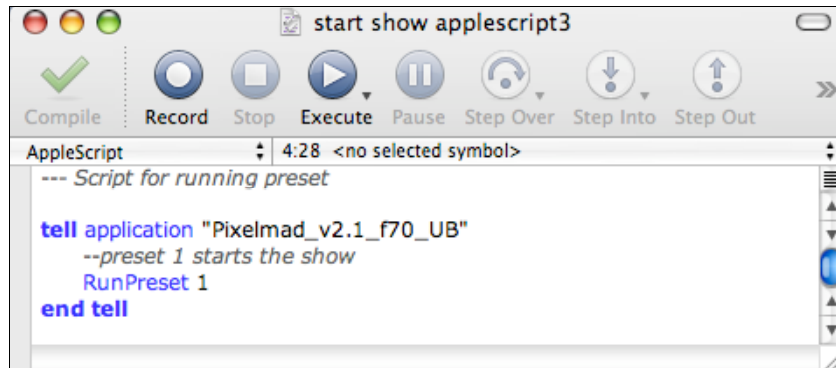 start show applescript3
Compile Record Stop Execute Pause Step Over Step Into Step Out
AppleScript 4:28 <no selected symbol>
--- Script for running preset
tell application "Pixelmad_v2.1_f70_UB"
--preset 1 starts the show
RunPreset 1
end tell